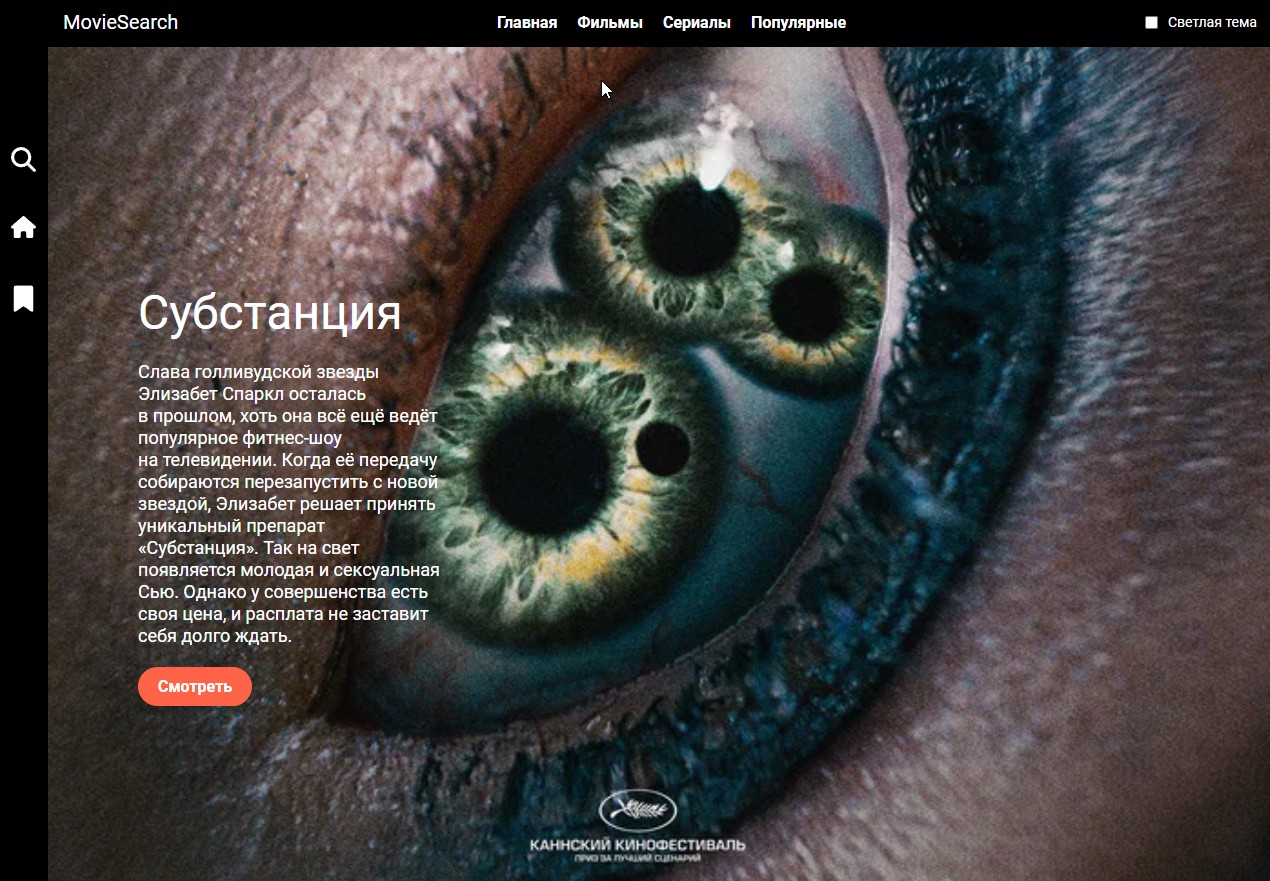 MovieSearch
Главная Фильмы Сериалы Популярные
Светлая тема
Субстанция
Слава голливудской звезды
Элизабет Спаркл осталась
в прошлом, хоть она всё ещё ведёт
популярное фитнес-шоу
на телевидении. Когда её передачу
собираются перезапустить с новой
звездой, Элизабет решает принять
уникальный препарат
«Субстанция». Так на свет
появляется молодая и сексуальная
Сью. Однако у совершенства есть
своя цена, и расплата не заставит
себя долго ждать.
Смотреть
КАННСКИЙ КИНОФЕСТИВАЛЬ
ПРИЗ ЗА ЛУЧШИЙ СЦЕНАРИЙ